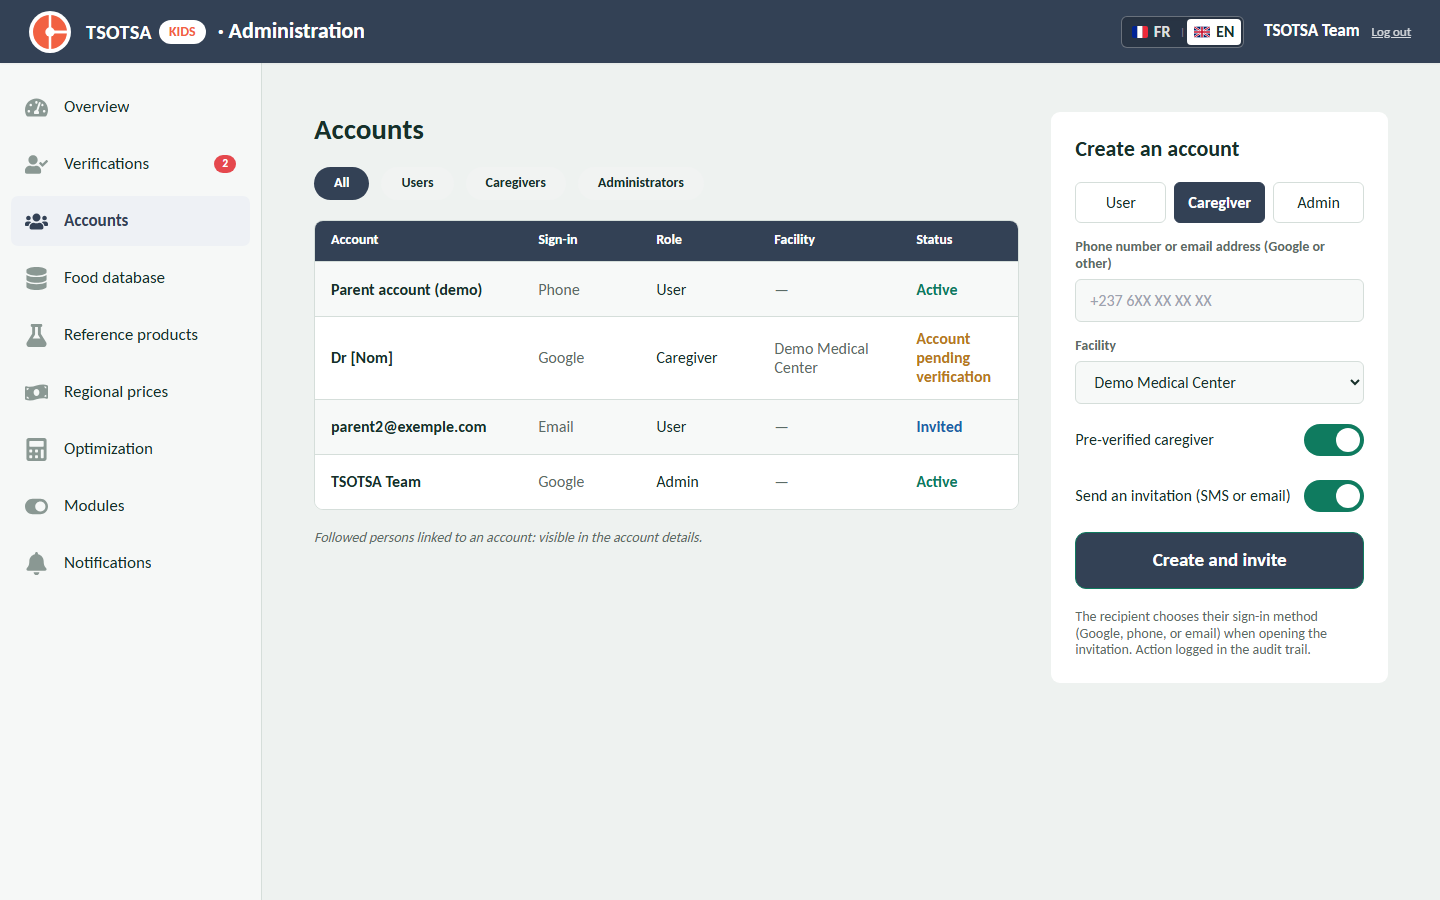 TSOTSA KIDS · Administration
FR | EN
TSOTSA Team Log out
Overview
Verifications 2
Accounts
Food database
Reference products
Regional prices
Optimization
Modules
Notifications
Accounts
All Users Caregivers Administrators
Account Sign-in Role Facility Status
Parent account (demo) Phone User — Active
Dr [Nom] Google Caregiver Demo Medical Center Account pending verification
parent2@exemple.com Email User — Invited
TSOTSA Team Google Admin — Active
Followed persons linked to an account: visible in the account details.
Create an account
User Caregiver Admin
Phone number or email address (Google or
other)
+237 6XX XX XX XX
Facility
Demo Medical Center
Pre-verified caregiver
Send an invitation (SMS or email)
Create and invite
The recipient chooses their sign-in method
(Google, phone, or email) when opening the
invitation. Action logged in the audit trail.